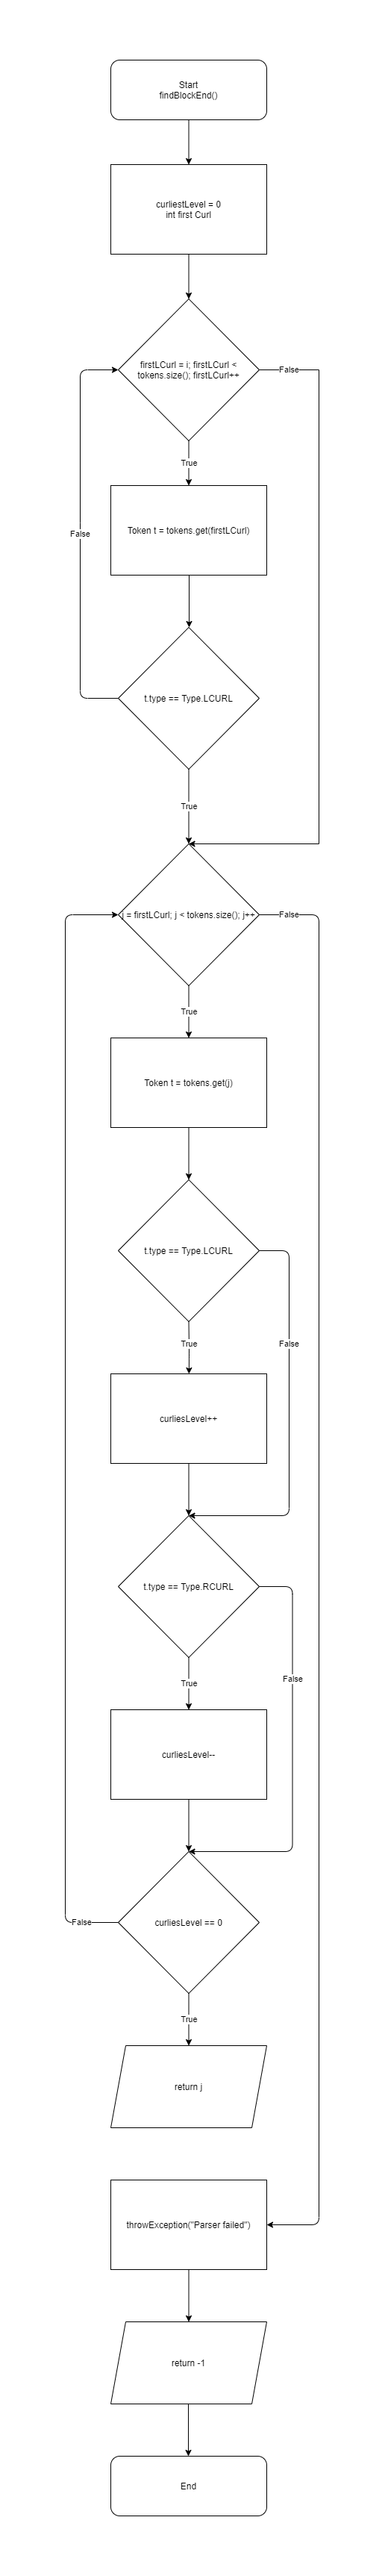 Start
findBlockEnd()
curliestLevel = 0
int first Curl
firstLCurl = i; firstLCurl <
tokens.size(); firstLCurl++
False
True
Token t = tokens.get(firstLCurl)
False
t.type == Type.LCURL
True
j = firstLCurl; j < tokens.size(); j++
False
True
Token t = tokens.get(j)
t.type == Type.LCURL
True
False
curliesLevel++
t.type == Type.RCURL
True
False
curliesLevel--
curliesLevel == 0
False
True
return j
throwException("Parser failed")
return -1
End